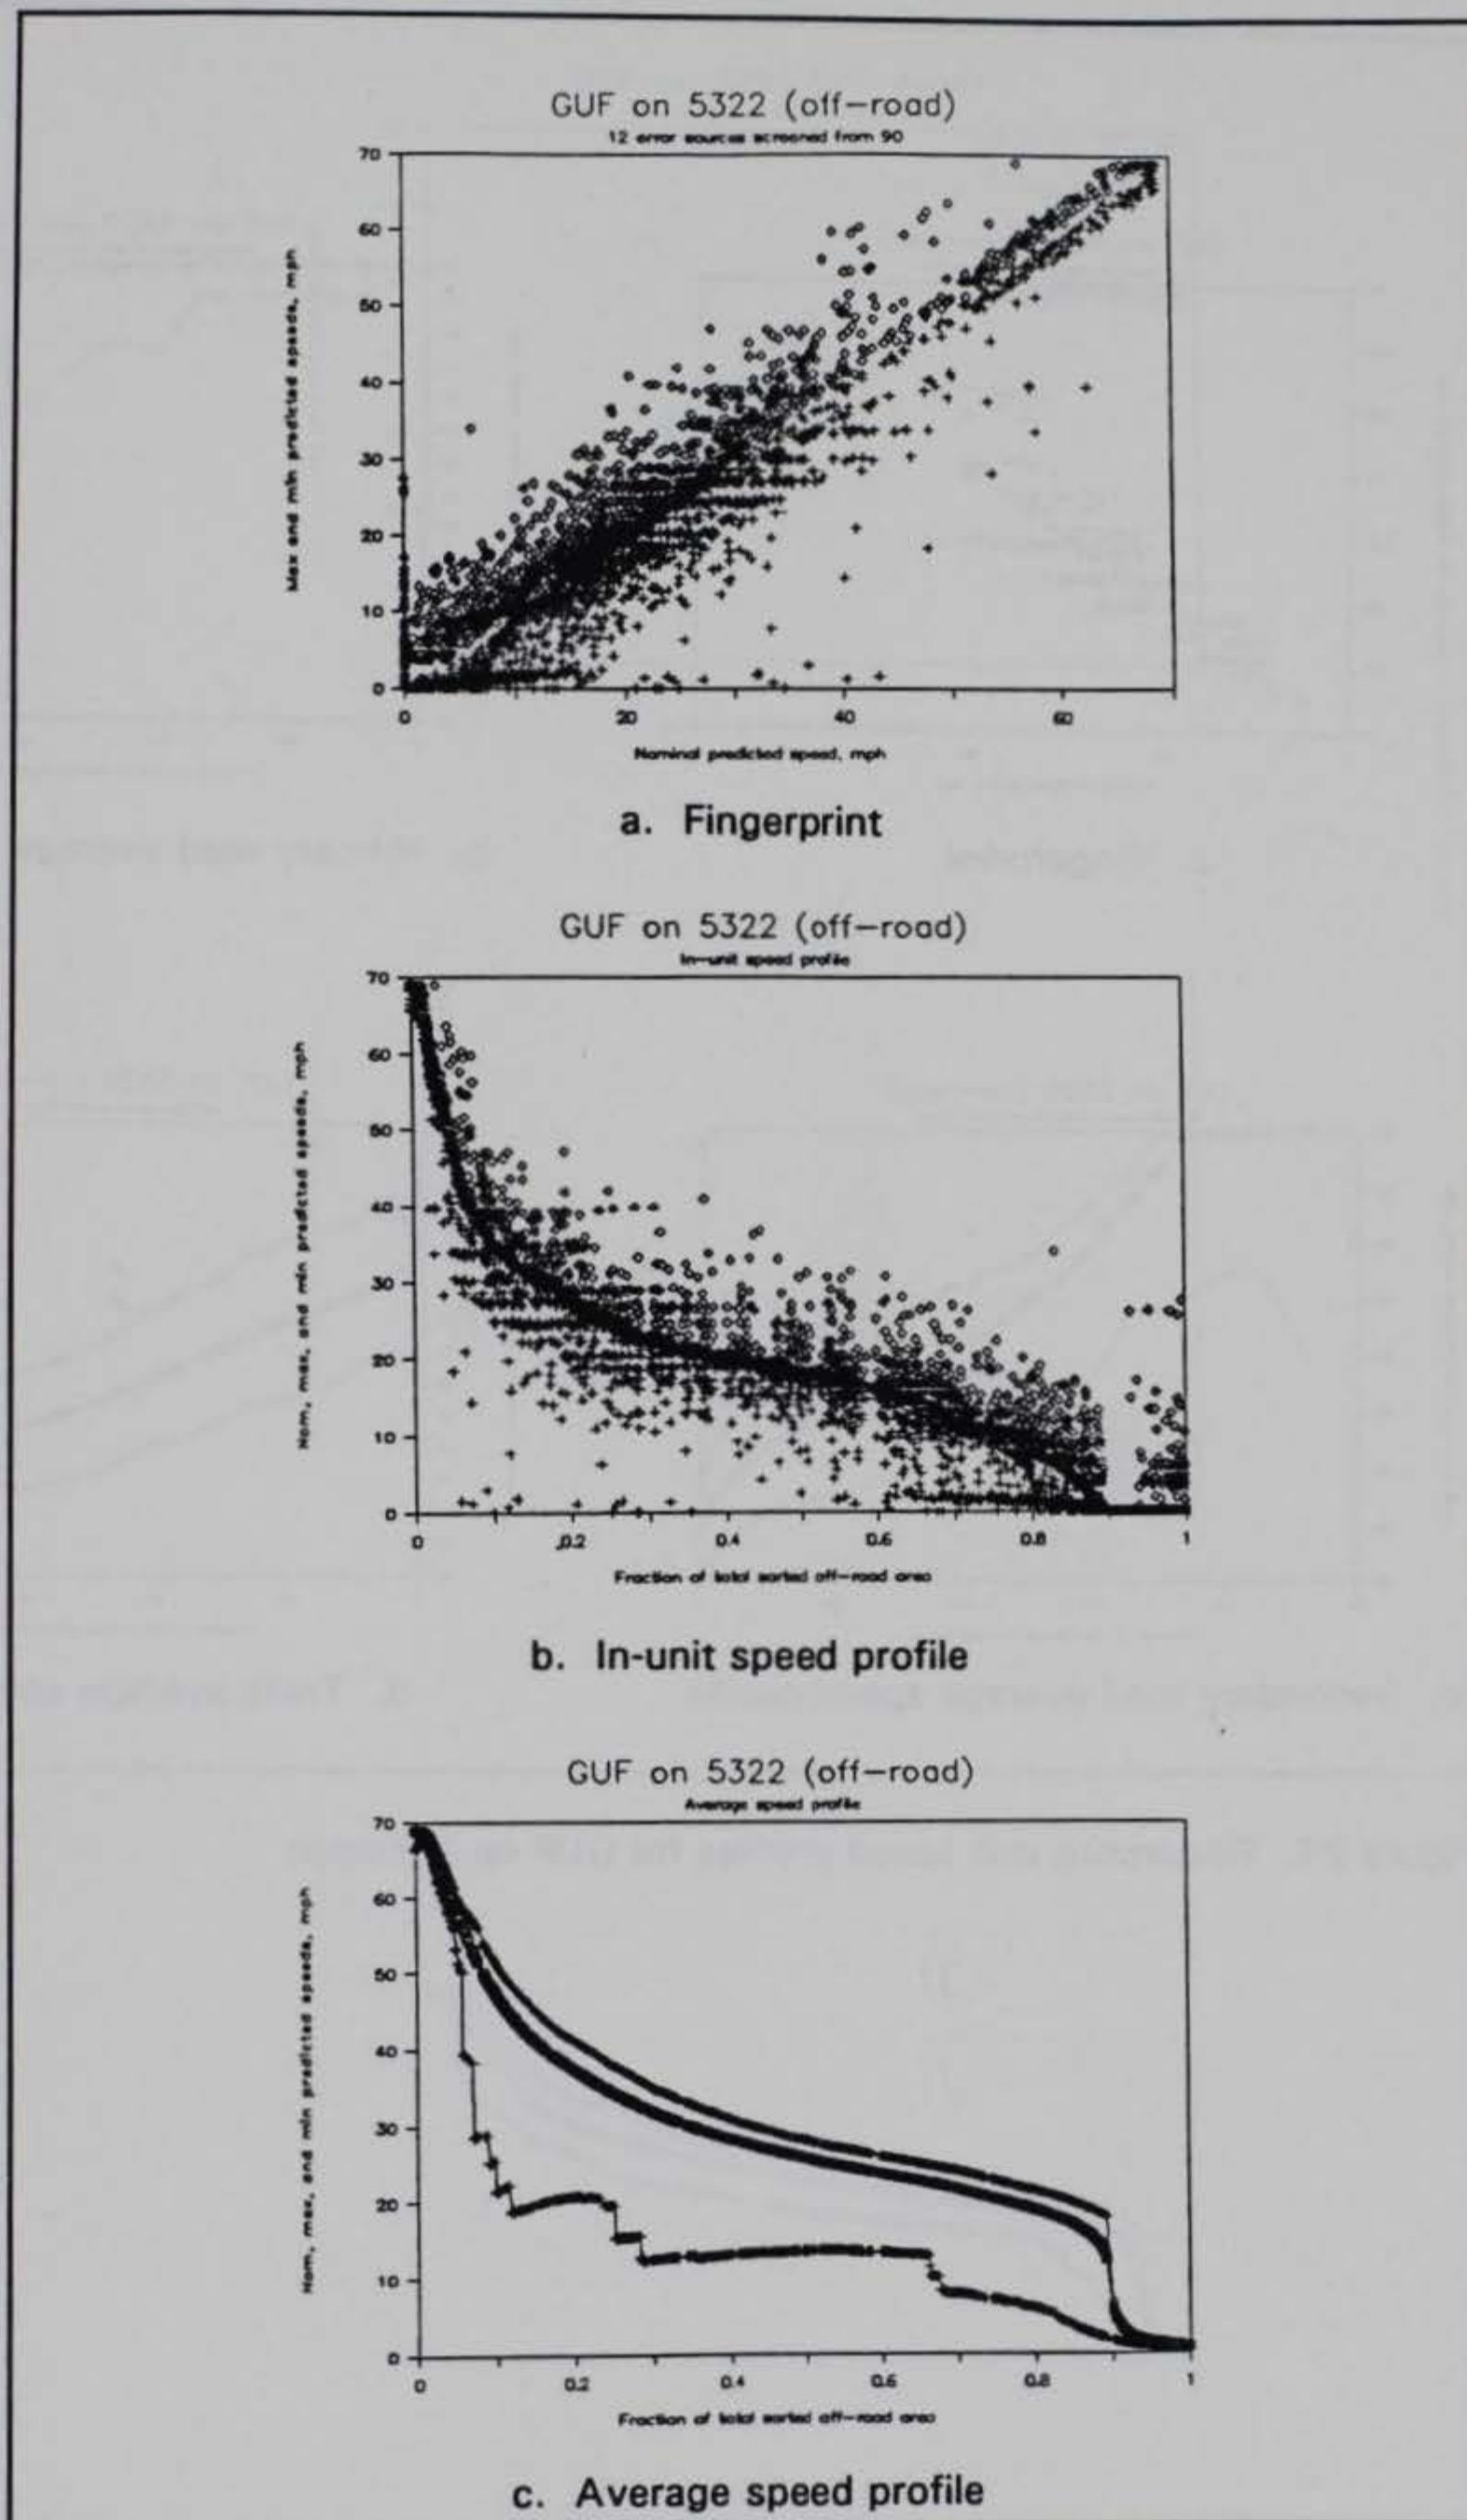 GUF on 5322 (off-road)
12 error sources screened from 90
70
60
50
40
30
20
10
0
Max and min predicted speeds, mph
0 20 40 60
Nominal predicted speed, mph
a. Fingerprint
GUF on 5322 (off-road)
In-unit speed profile
70
60
50
40
30
20
10
0
Nom, max, and min predicted speeds, mph
0 0.2 0.4 0.6 0.8 1
Fraction of total sorted off-road area
b. In-unit speed profile
GUF on 5322 (off-road)
Average speed profile
70
60
50
40
30
20
10
0
Nom, max, and min predicted speeds, mph
0 0.2 0.4 0.6 0.8 1
Fraction of total sorted off-road area
c. Average speed profile